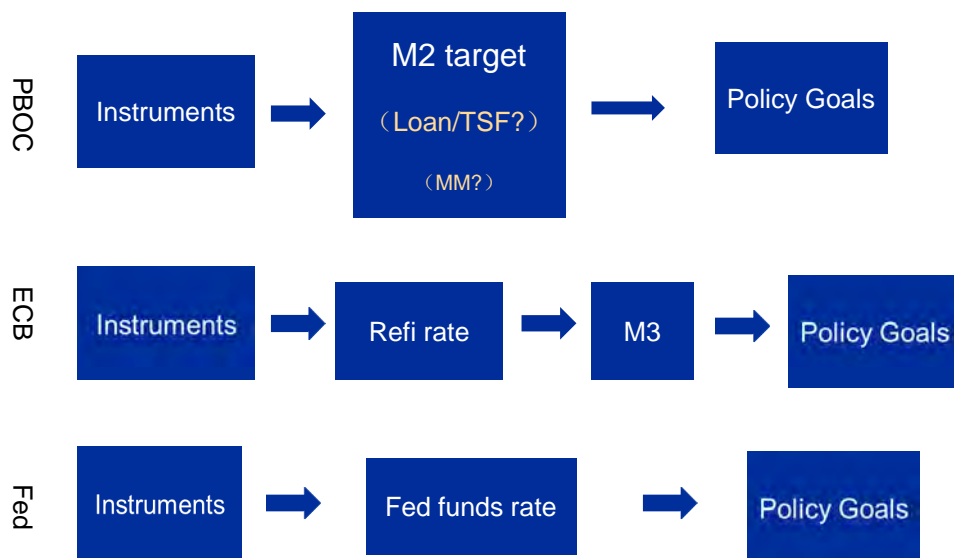 PBOC
Instruments
M2 target
（Loan/TSF?）
（MM?）
Policy Goals
ECB
Instruments
Refi rate
M3
Policy Goals
Fed
Instruments
Fed funds rate
Policy Goals